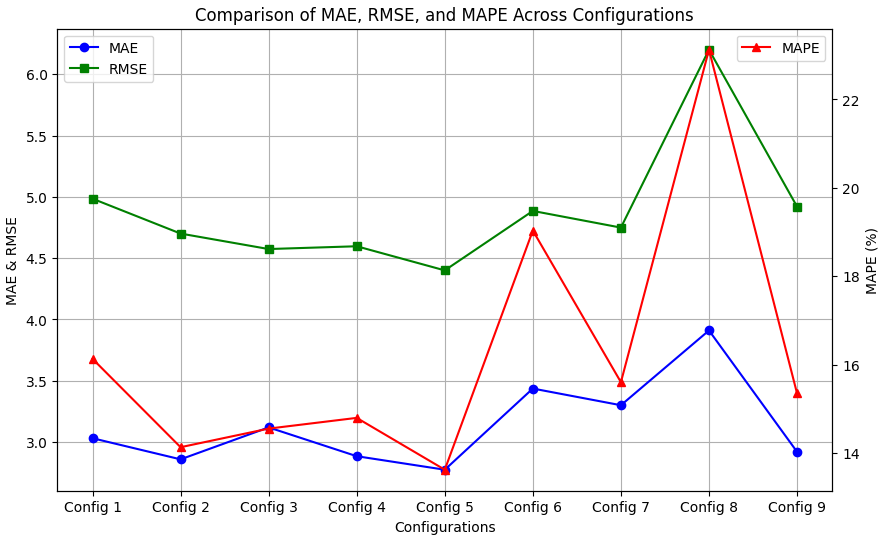 Comparison of MAE, RMSE, and MAPE Across Configurations
MAE
RMSE
MAPE
6.0
5.5
5.0
4.5
4.0
3.5
3.0
MAE & RMSE
22
20
18
16
14
MAPE (%)
Config 1 Config 2 Config 3 Config 4 Config 5 Config 6 Config 7 Config 8 Config 9
Configurations